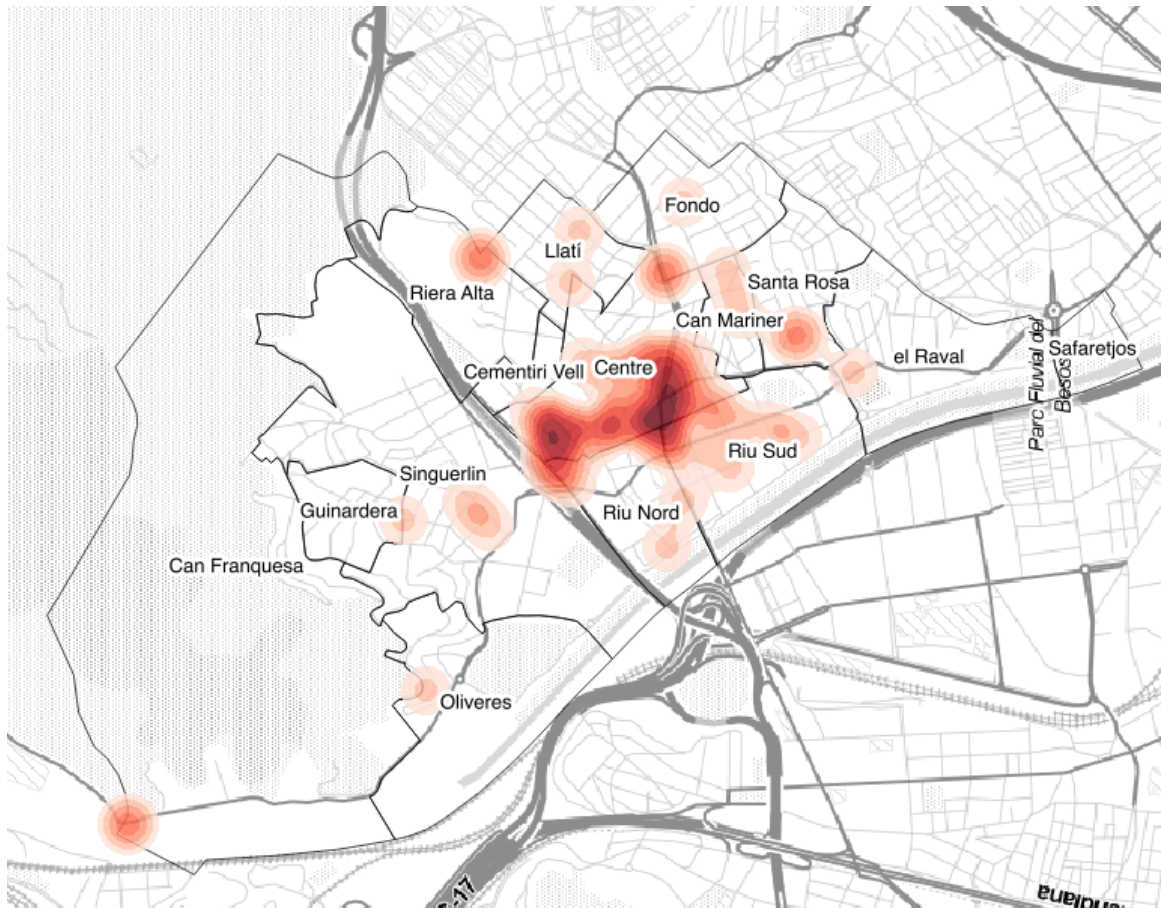 Fondo
Llatí
Santa Rosa
Riera Alta
Can Mariner
Safaretjos
el Raval
Parc Fluvial del
Besòs
Cementiri Vell
Centre
Riu Sud
Singuerlin
Guinardera
Riu Nord
Can Franquesa
Oliveres
-17